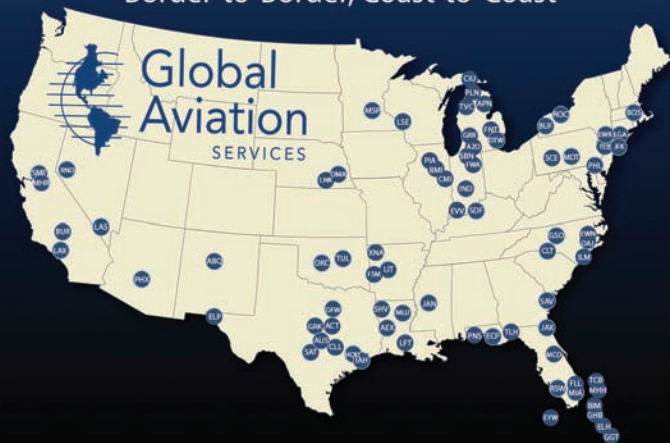 Border to Border, Coast to Coast
Global
Aviation
SERVICES
CIU
PLN
TVC APN
MSP
LSE
GRR FNT
AZO DTW
SBN
FWA
BOS
ROC
BUF
EWR LGA
TEB JFK
SCE MDT
PHL
PIA
BMI
CMI
IND
EVV SDF
OMA
LNK
SMF
MHR
RNO
BUR
LAX
LAS
PHX
ABQ
ELP
OKC TUL
XNA
FSM LIT
GSO
CLT
EWN
OAJ
ILM
DFW
GRK ACT
AUS
SAT CLL
HOU
IAH
SHV MLU
AEX
LFT
JAN
PNS ECP TLH
SAV
JAX
MCO
RSW FLL
MIA
EYW
TCB
MHH
BIM
GHB
ELH
GGT